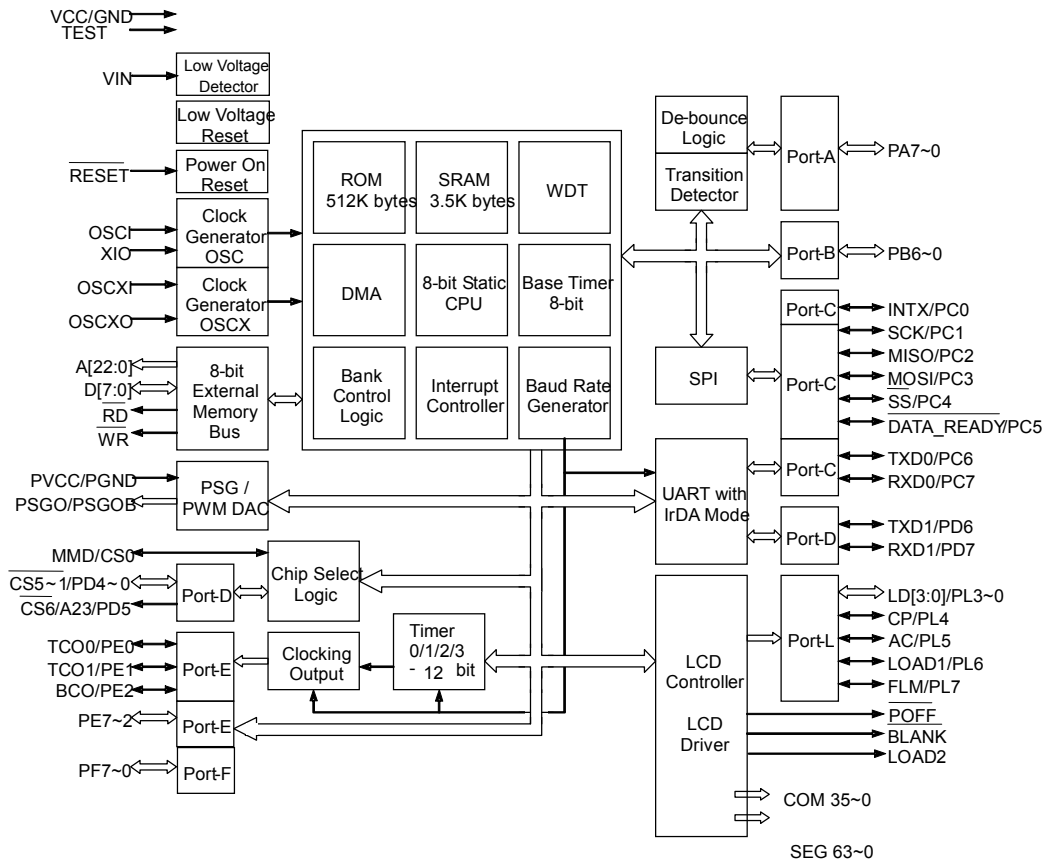 VCC/GND
TEST
VIN
Low Voltage
Detector
Low Voltage
Reset
RESET
Power On
Reset
OSCI
XIO
Clock
Generator
OSC
OSCXI
OSCXO
Clock
Generator
OSCX
A[22:0]
D[7:0]
RD
WR
8-bit
External
Memory
Bus
PVCC/PGND
PSGO/PSGOB
PSG /
PWM DAC
MMD/CS0
CS5~1/PD4~0
CS6/A23/PD5
Port-D
Chip Select
Logic
TCO0/PE0
TCO1/PE1
BCO/PE2
Port-E
Clocking
Output
Timer
0/1/2/3
- 12 bit
PE7~2
Port-E
PF7~0
Port-F
ROM
512K bytes
SRAM
3.5K bytes
WDT
DMA
8-bit Static
CPU
Base Timer
8-bit
Bank
Control
Logic
Interrupt
Controller
Baud Rate
Generator
De-bounce
Logic
Transition
Detector
Port-A
PA7~0
Port-B
PB6~0
SPI
Port-C
INTX/PC0
Port-C
SCK/PC1
MISO/PC2
MOSI/PC3
SS/PC4
DATA_READY/PC5
UART with
IrDA Mode
Port-C
TXD0/PC6
RXD0/PC7
Port-D
TXD1/PD6
RXD1/PD7
LCD
Controller
LCD
Driver
Port-L
LD[3:0]/PL3~0
CP/PL4
AC/PL5
LOAD1/PL6
FLM/PL7
POFF
BLANK
LOAD2
COM 35~0
SEG 63~0